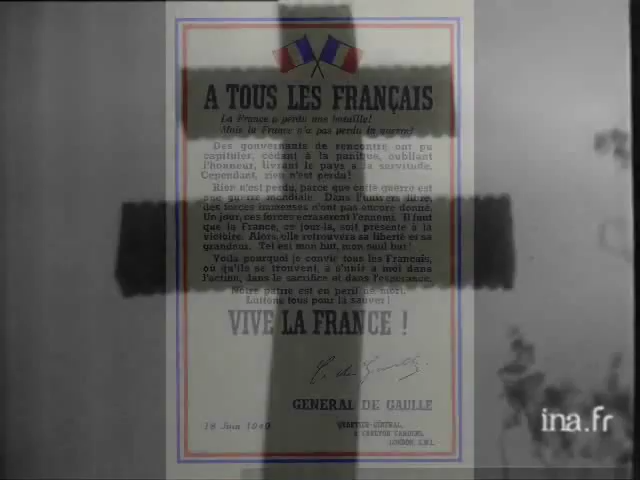 A TOUS LES FRANÇAIS
La France a perdu une bataille!
Mais la France n'a pas perdu la guerre!
Des gouvernants de rencontre ont pu
capituler, cédant à la panique, oubliant
l'honneur, livrant le pays à la servitude.
Cependant, rien n'est perdu!
Rien n'est perdu, parce que cette guerre est
une guerre mondiale. Dans l'univers libre,
des forces immenses n'ont pas encore donné.
Un jour, ces forces écraseront l'ennemi. Il faut
que la France, ce jour-là, soit présente à la
victoire. Alors, elle retrouvera sa liberté et sa
grandeur. Tel est mon but, mon seul but!
Voilà pourquoi je convie tous les Français,
où qu'ils se trouvent, à s'unir à moi dans
l'action, dans le sacrifice et dans l'espérance.
Notre patrie est en péril de mort.
Luttons tous pour la sauver!
VIVE LA FRANCE !
GENERAL DE GAULLE
18 Juin 1940
QUARTIER-GÉNÉRAL,
4, CARLTON GARDENS,
LONDON, S.W.1.
ina.fr